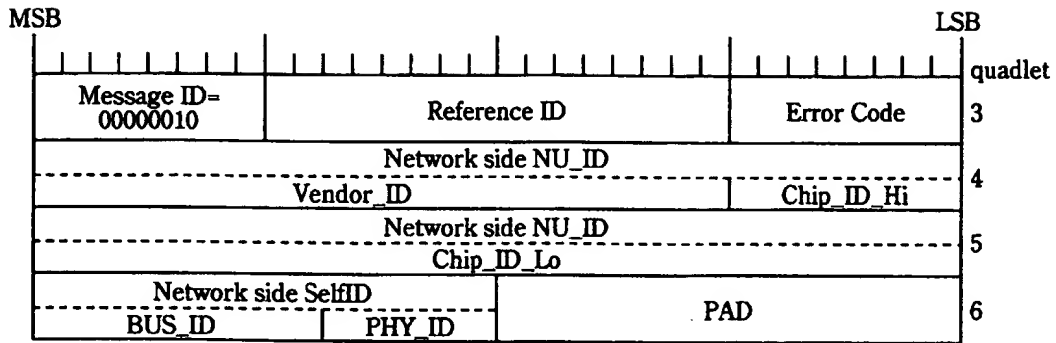 MSB LSB
quadlet
Message ID=
00000010 Reference ID Error Code 3
Network side NU_ID
4
Vendor_ID Chip_ID_Hi
Network side NU_ID
5
Chip_ID_Lo
Network side SelfID PAD 6
BUS_ID PHY_ID